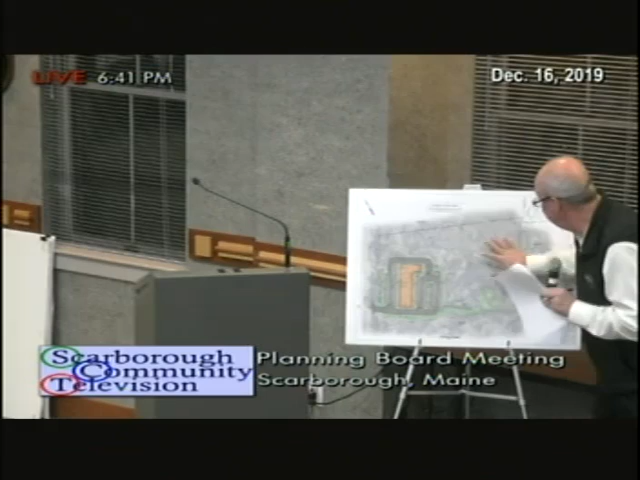 LIVE 6:41 PM
Dec. 16, 2019
Scarborough
Community
Television
Planning Board Meeting
Scarborough, Maine